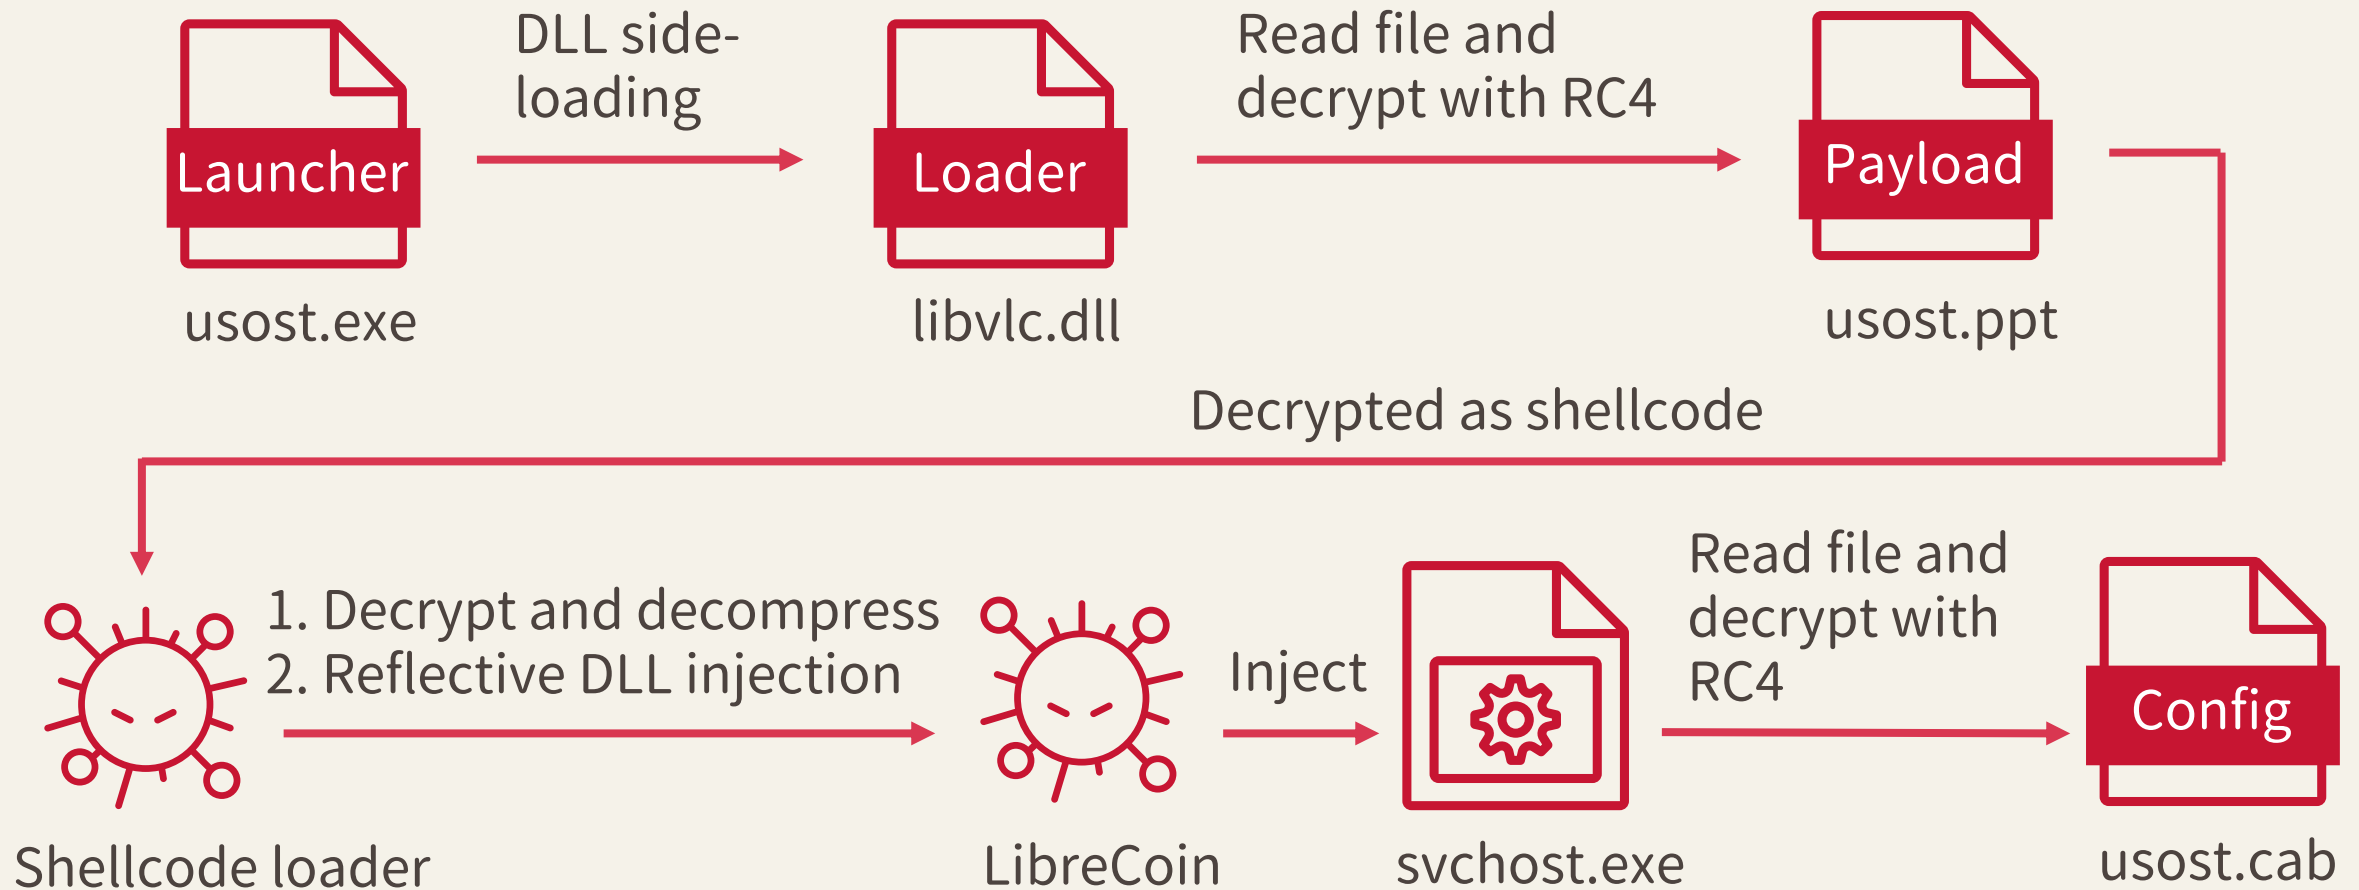 DLL side-
loading
Read file and
decrypt with RC4
Launcher
Loader
Payload
usost.exe
libvlc.dll
usost.ppt
Decrypted as shellcode
1. Decrypt and decompress
2. Reflective DLL injection
Inject
Read file and
decrypt with
RC4
Config
Shellcode loader
LibreCoin
svchost.exe
usost.cab